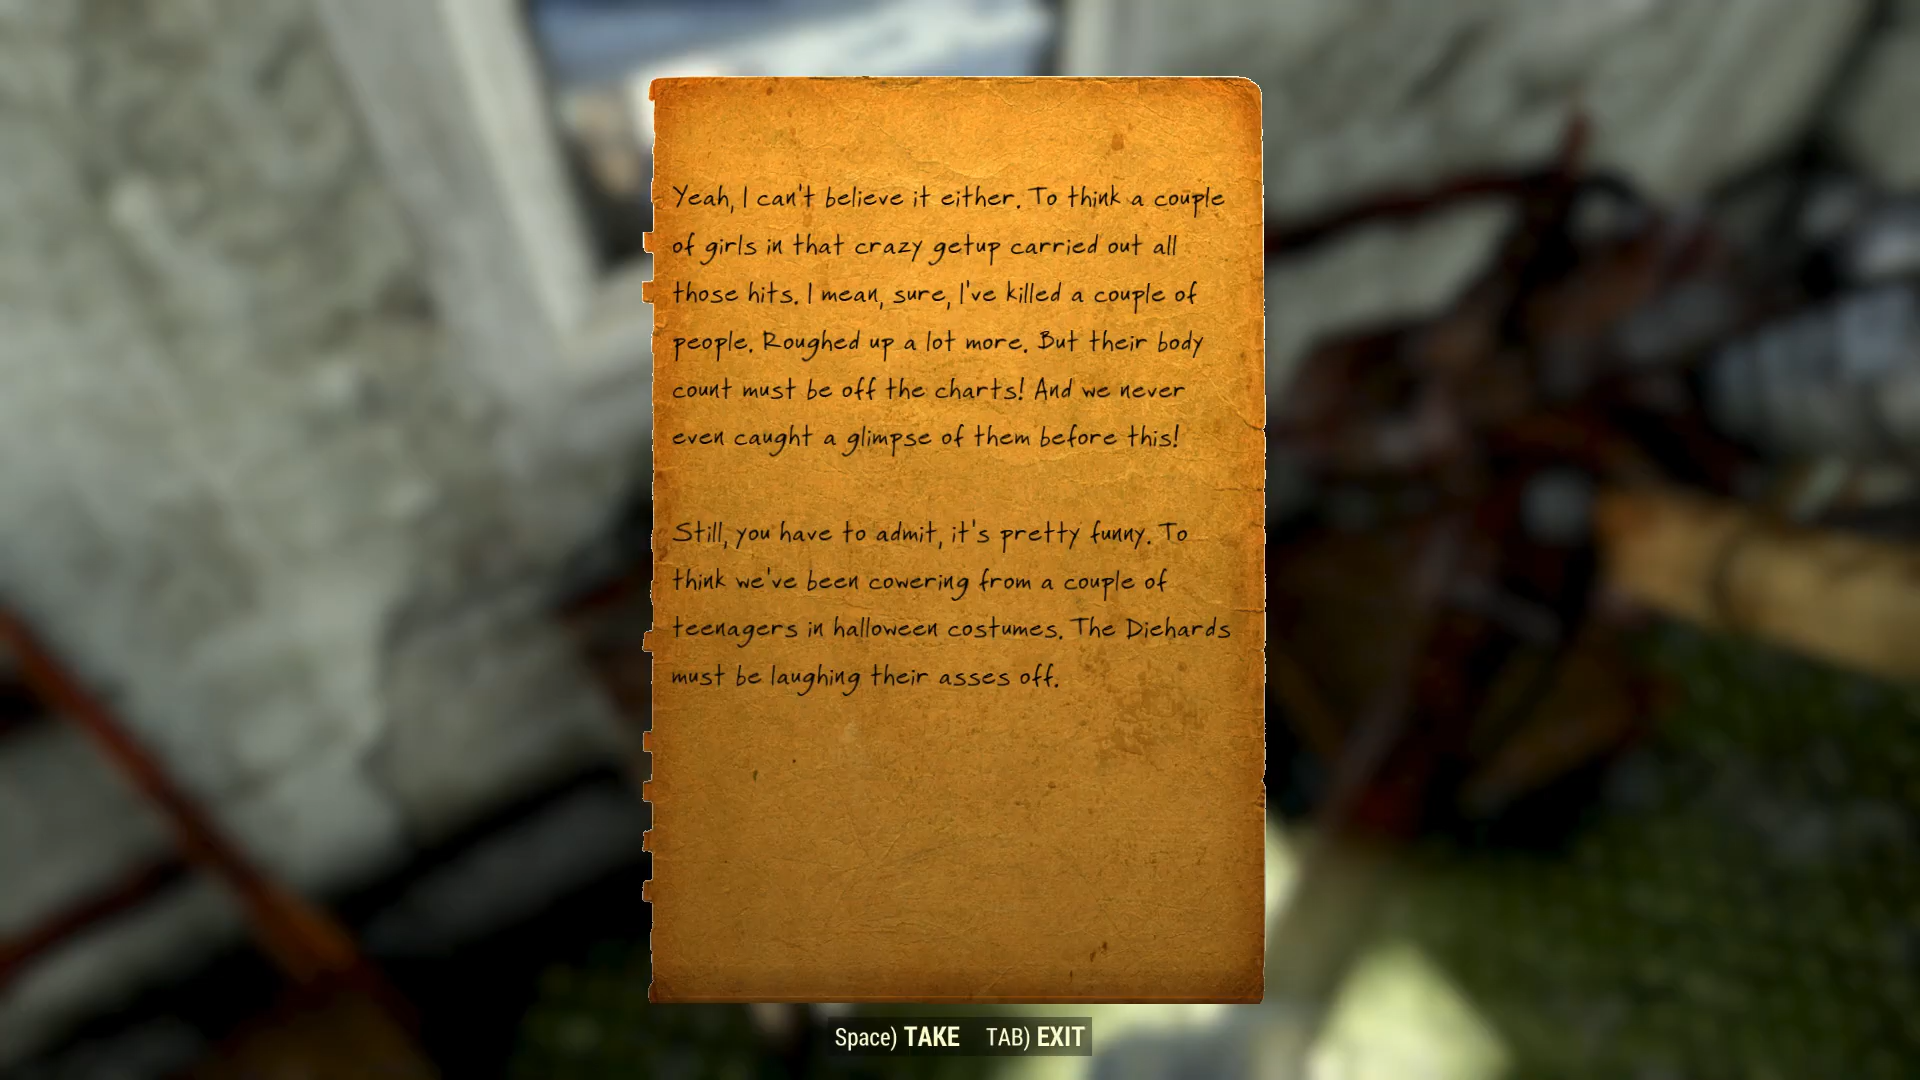 Yeah, I can't believe it either. To think a couple
of girls in that crazy getup carried out all
those hits. I mean, sure, I've killed a couple of
people. Roughed up a lot more. But their body
count must be off the charts! And we never
even caught a glimpse of them before this!
Still, you have to admit, it's pretty funny. To
think we've been cowering from a couple of
teenagers in halloween costumes. The Diehards
must be laughing their asses off.
Space) TAKE TAB) EXIT